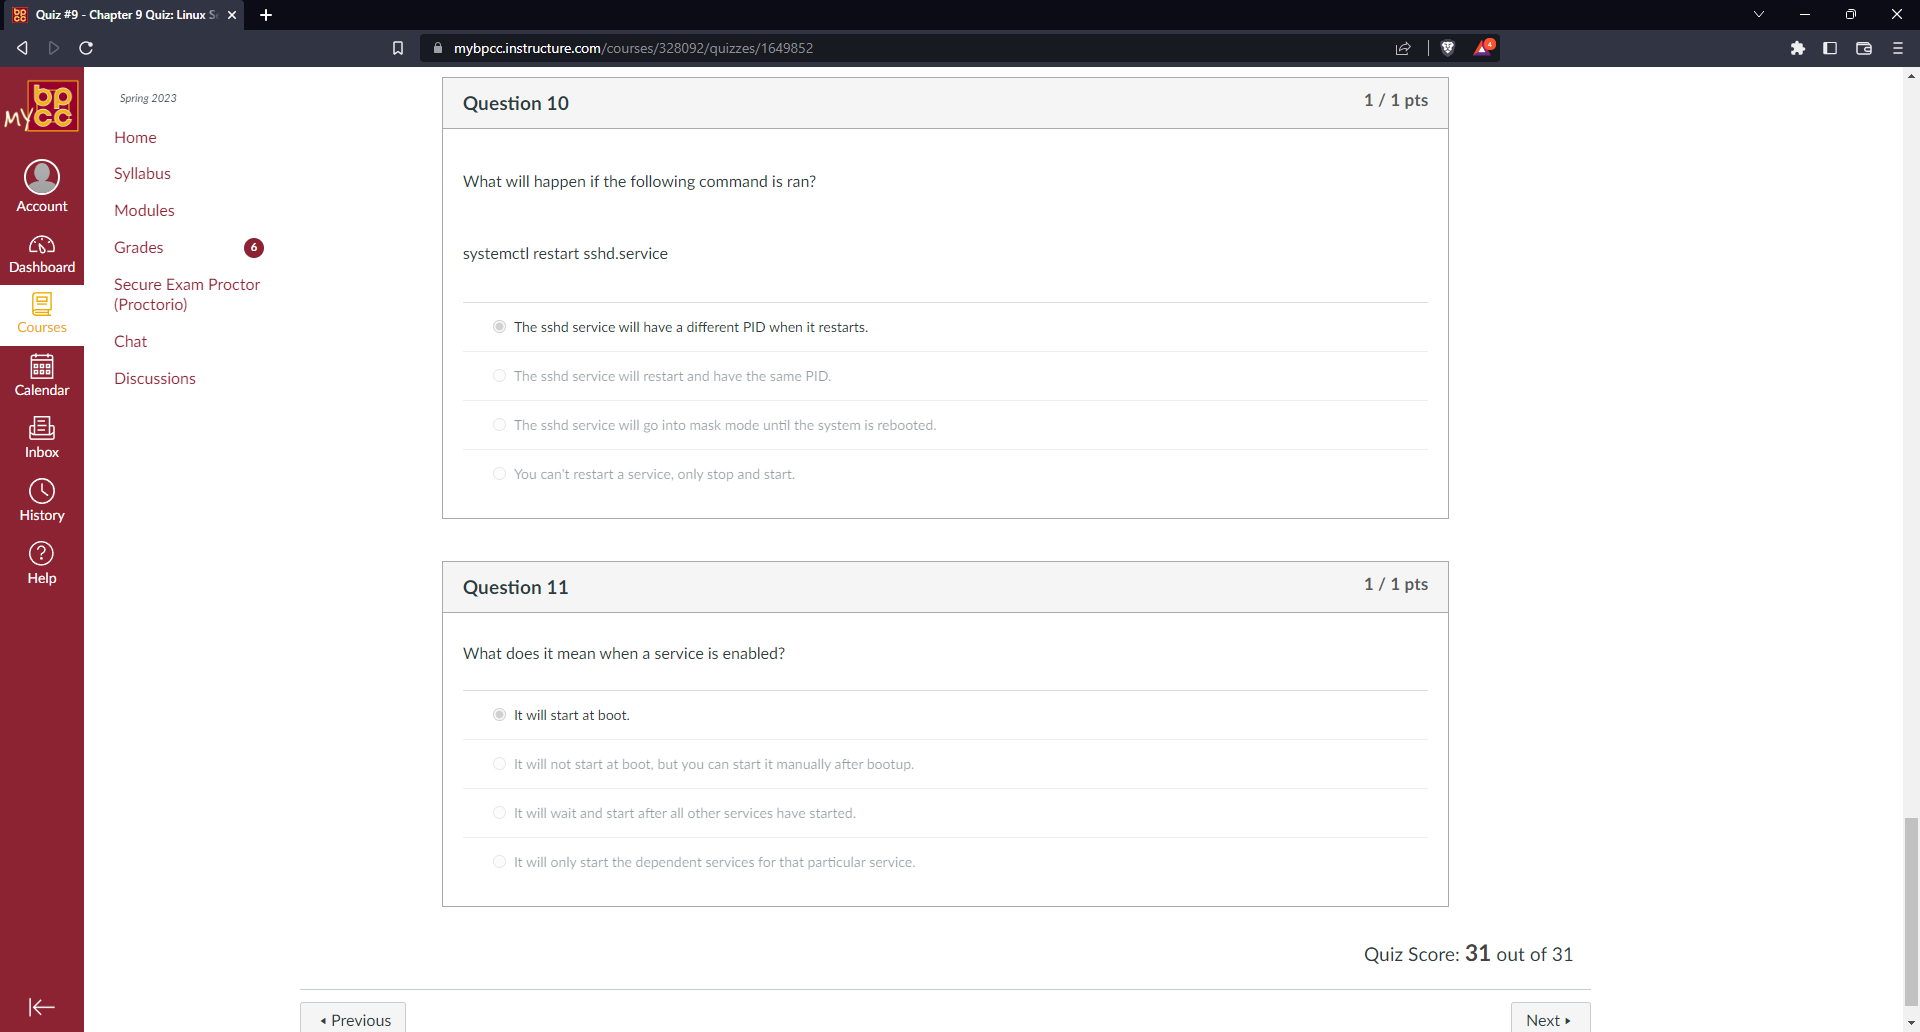 Quiz #9 - Chapter 9 Quiz: Linux S
mybpcc.instructure.com/courses/328092/quizzes/1649852
4
my bpcc
Account
Dashboard
Courses
Calendar
Inbox
History
Help
Spring 2023
Home
Syllabus
Modules
Grades 6
Secure Exam Proctor
(Proctorio)
Chat
Discussions
Question 10 1 / 1 pts
What will happen if the following command is ran?
systemctl restart sshd.service
The sshd service will have a different PID when it restarts.
The sshd service will restart and have the same PID.
The sshd service will go into mask mode until the system is rebooted.
You can't restart a service, only stop and start.
Question 11 1 / 1 pts
What does it mean when a service is enabled?
It will start at boot.
It will not start at boot, but you can start it manually after bootup.
It will wait and start after all other services have started.
It will only start the dependent services for that particular service.
Quiz Score: 31 out of 31
◂ Previous
Next ▸